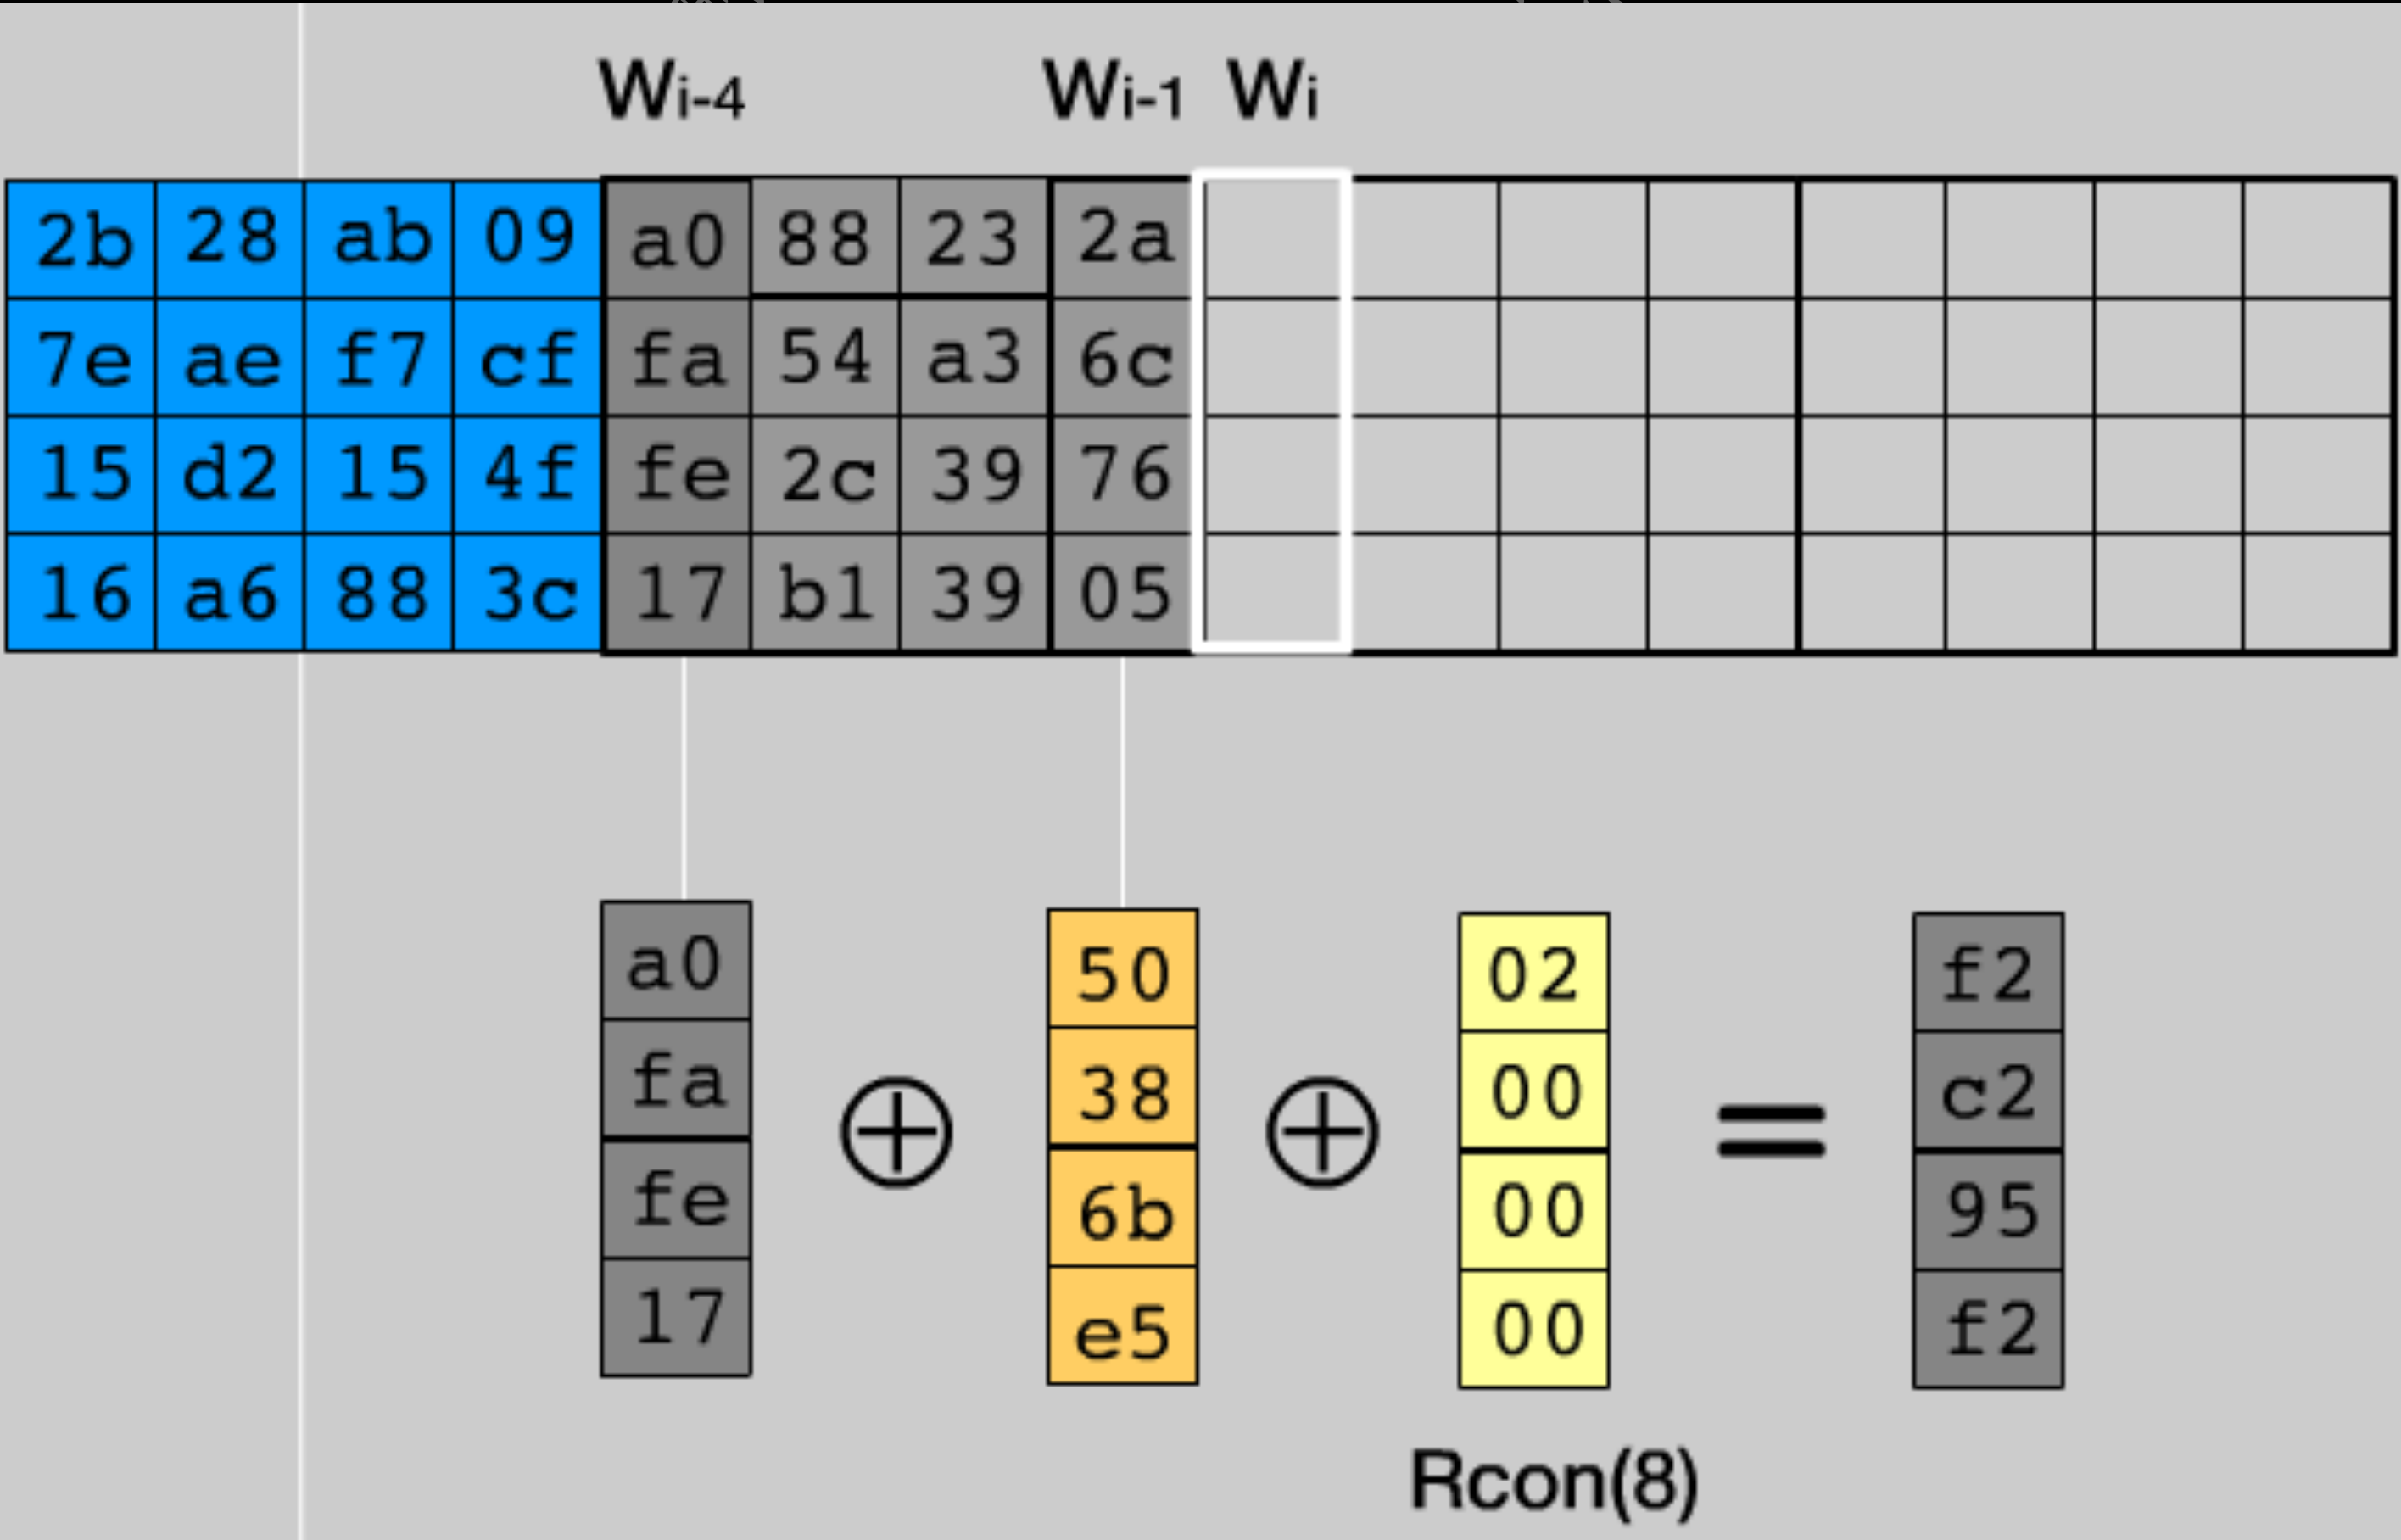 Wi-4 Wi-1 Wi
2b 28 ab 09 a0 88 23 2a
7e ae f7 cf fa 54 a3 6c
15 d2 15 4f fe 2c 39 76
16 a6 88 3c 17 b1 39 05
a0 50 02 f2
fa 38 00 c2
⊕ ⊕ =
fe 6b 00 95
17 e5 00 f2
Rcon(8)